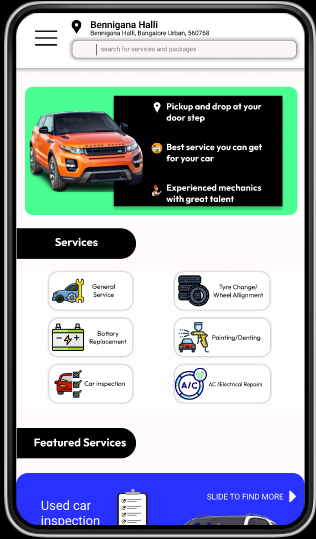 Bennigana Halli
Bennigana Halli, Bangalore Urban, 560768
search for services and packages
Pickup and drop at your
door step
Best service you can get
for your car
Experienced mechanics
with great talent
Services
General
Service
Tyre Change/
Wheel Allignment
Battary
Replacement
Painting/Denting
Car inspection
A/C
AC /Electrical Repairs
Featured Services
SLIDE TO FIND MORE
Used car
inspection